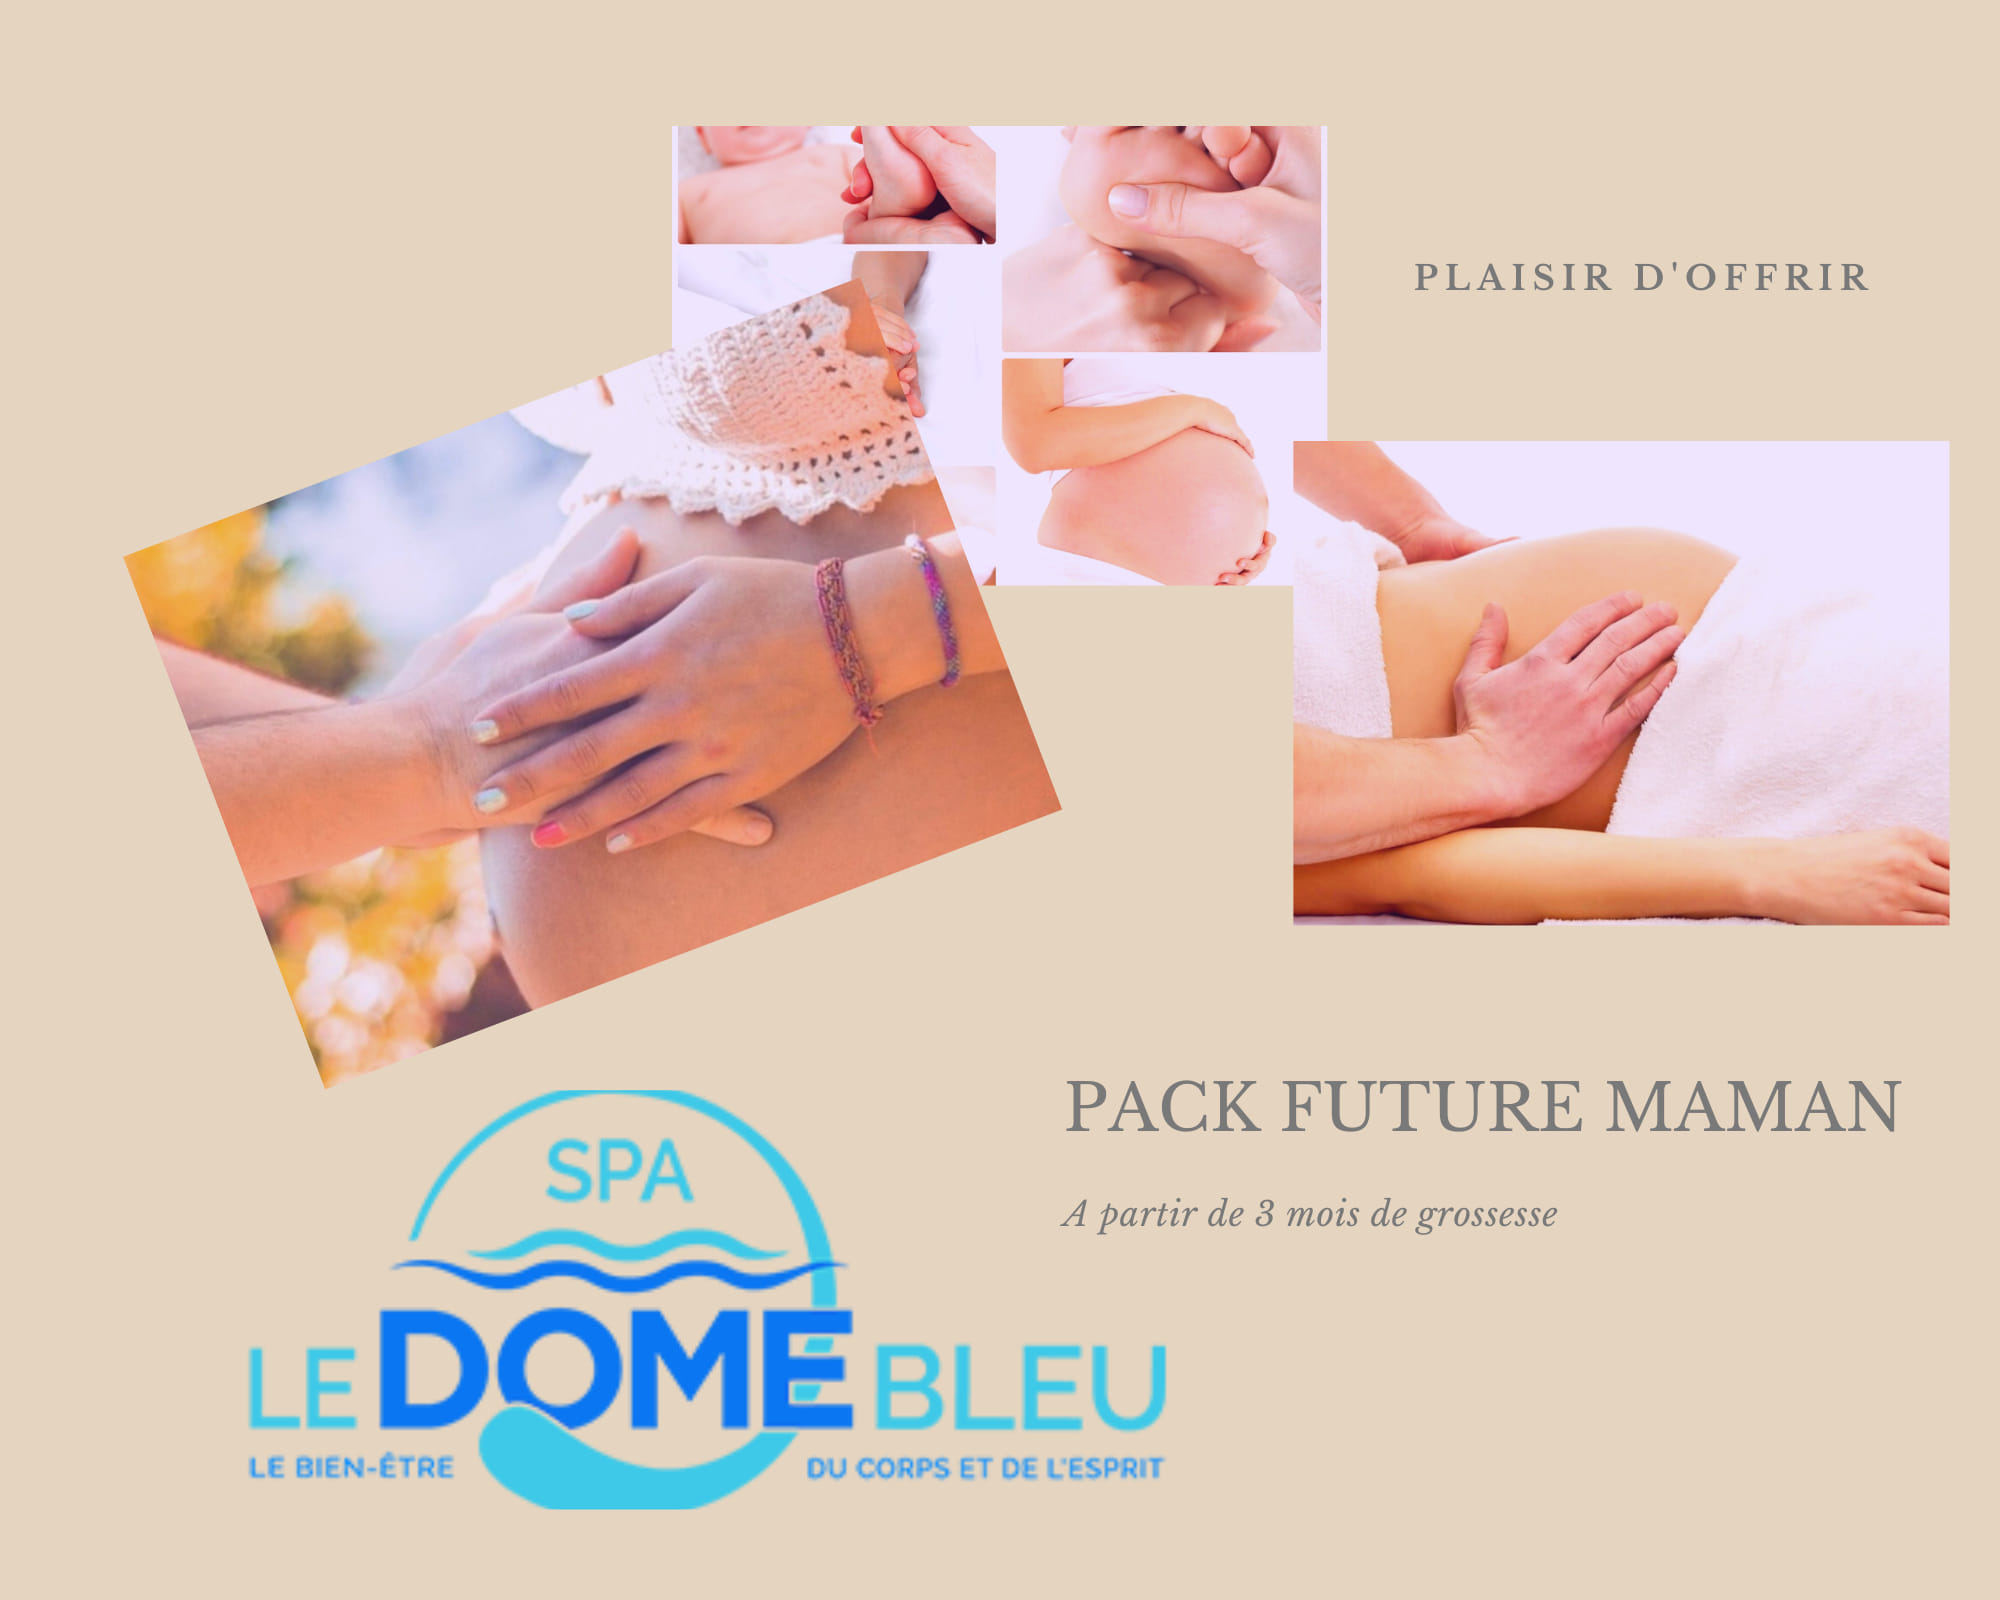 PLAISIR D'OFFRIR
PACK FUTURE MAMAN
A partir de 3 mois de grossesse
SPA
LE DOME BLEU
LE BIEN-ÊTRE DU CORPS ET DE L'ESPRIT